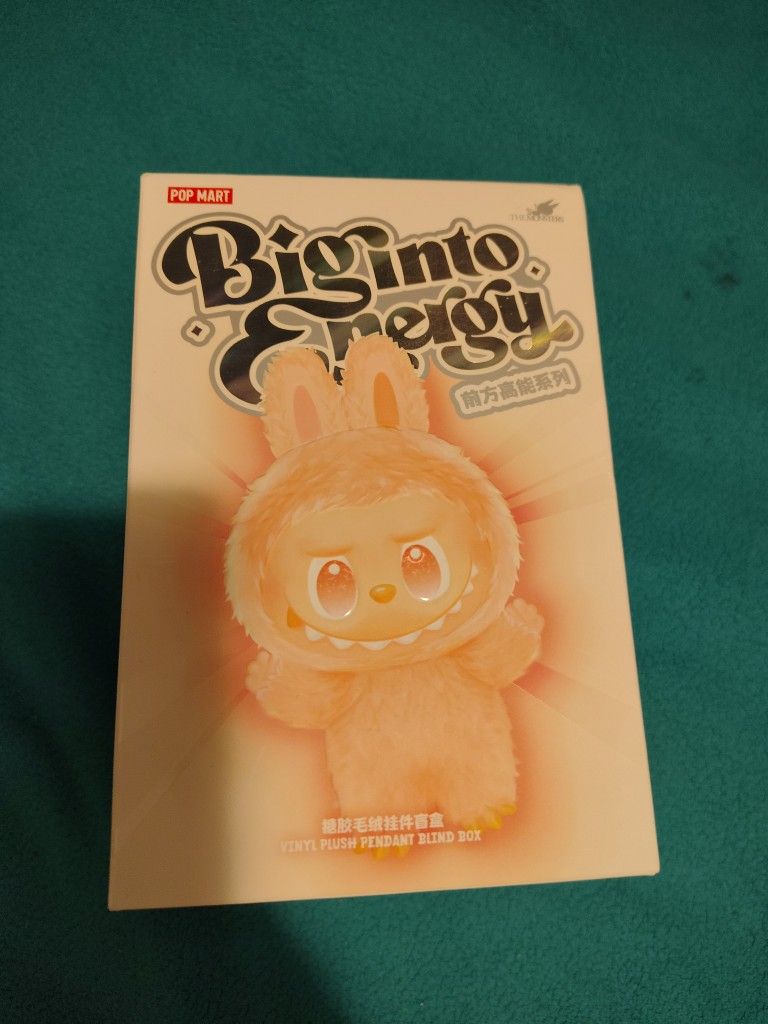 POP MART
THE MONSTERS
Big into
Energy
前方高能系列
搪胶毛绒挂件盲盒
VINYL PLUSH PENDANT BLIND BOX